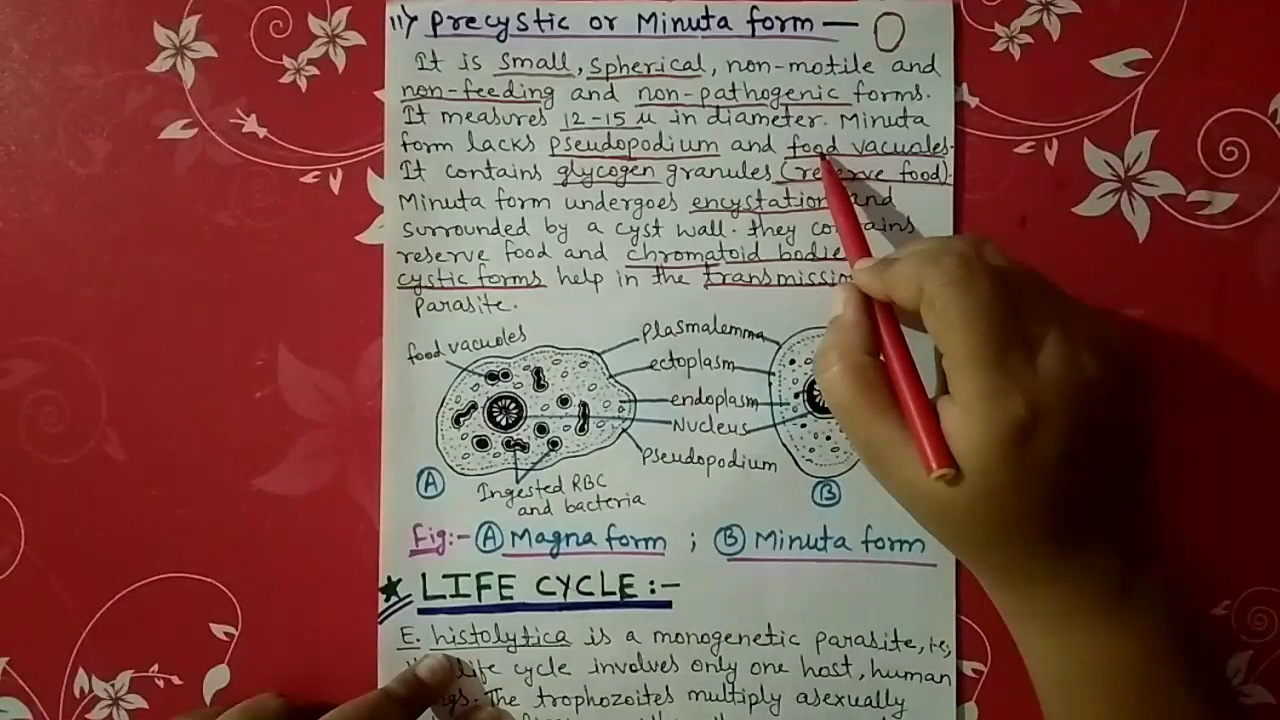 ii) Precystic or Minuta form —
It is small, spherical, non-motile and
non-feeding and non-pathogenic forms.
It measures 12-15 µ in diameter. Minuta
form lacks pseudopodium and food vacuoles.
It contains glycogen granules (reserve food).
Minuta form undergoes encystation and
surrounded by a cyst wall. they contains
reserve food and chromatoid bodie
cystic forms help in the transmissi
parasite.
food vacuoles
Plasmalemma
ectoplasm
endoplasm
Nucleus
Pseudopodium
Ingested RBC
and bacteria
A
B
Fig:- A Magna form ; B Minuta form
★ LIFE CYCLE:-
E. histolytica is a monogenetic parasite, i.e,
life cycle involves only one host, human
The trophozoites multiply asexually